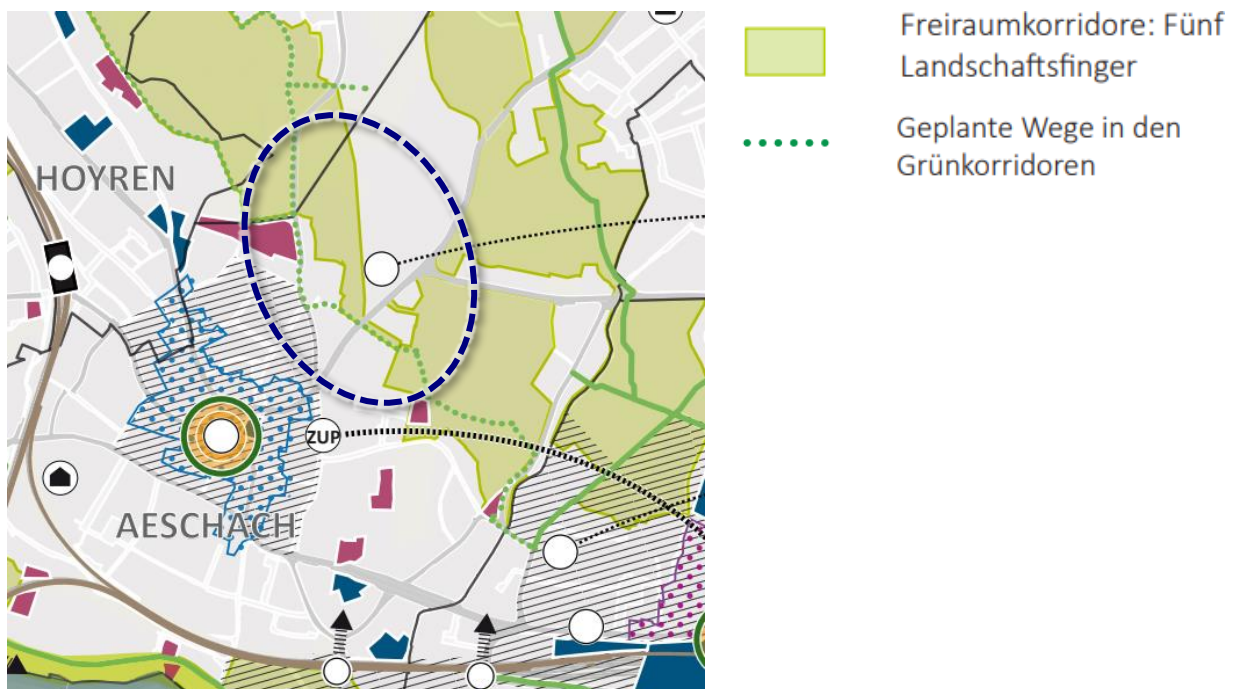 Freiraumkorridore: Fünf
Landschaftsfinger
Geplante Wege in den
Grünkorridoren
HOYREN
ZUP
AESCHACH